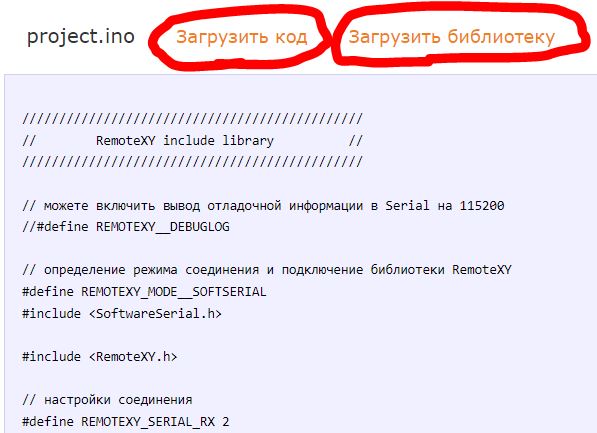 project.ino Загрузить код Загрузить библиотеку
///////////////////////////////////////////////
// RemoteXY include library //
///////////////////////////////////////////////
// можете включить вывод отладочной информации в Serial на 115200
//#define REMOTEXY__DEBUGLOG
// определение режима соединения и подключение библиотеки RemoteXY
#define REMOTEXY_MODE__SOFTSERIAL
#include <SoftwareSerial.h>
#include <RemoteXY.h>
// настройки соединения
#define REMOTEXY_SERIAL_RX 2